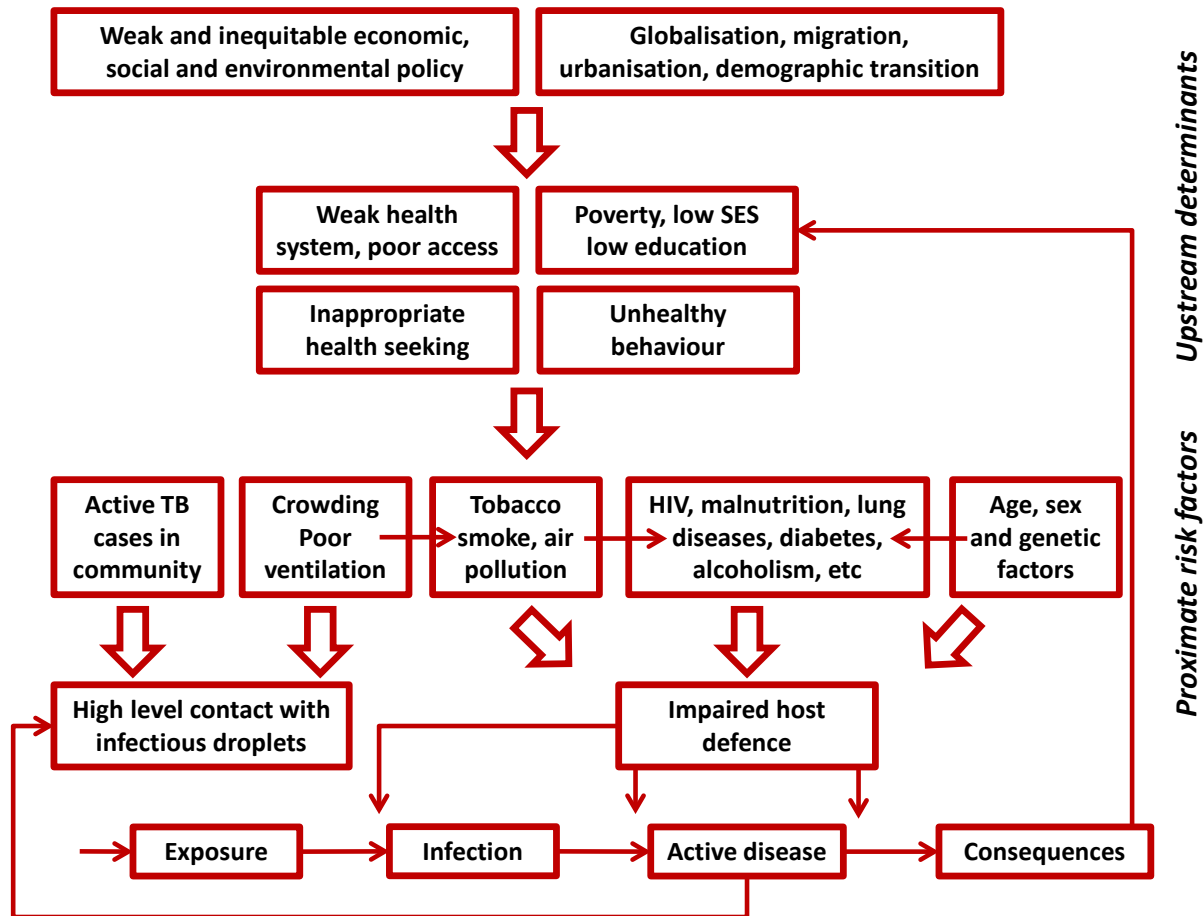 Weak and inequitable economic,
social and environmental policy
Globalisation, migration,
urbanisation, demographic transition
Upstream determinants
Weak health
system, poor access
Poverty, low SES
low education
Inappropriate
health seeking
Unhealthy
behaviour
Proximate risk factors
Active TB
cases in
community
Crowding
Poor
ventilation
Tobacco
smoke, air
pollution
HIV, malnutrition, lung
diseases, diabetes,
alcoholism, etc
Age, sex
and genetic
factors
High level contact with
infectious droplets
Impaired host
defence
Exposure
Infection
Active disease
Consequences